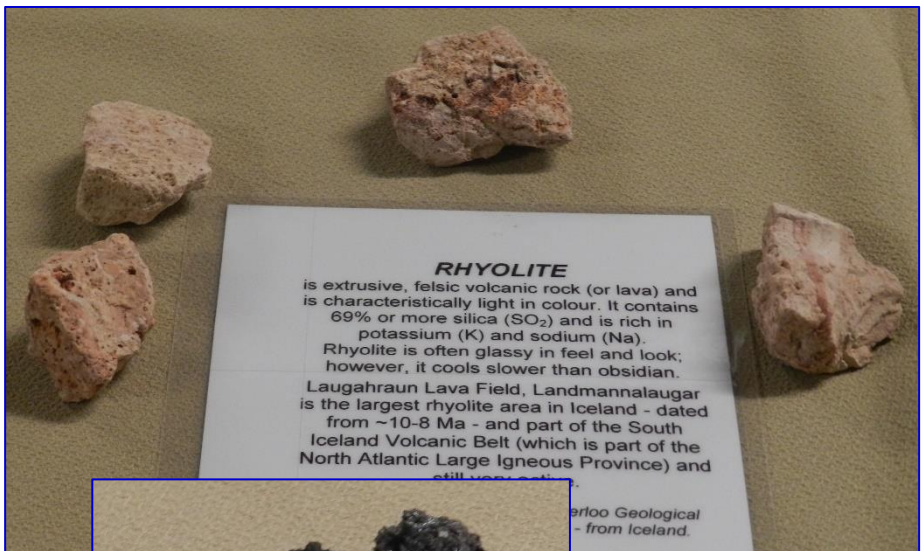 RHYOLITE
is extrusive, felsic volcanic rock (or lava) and
is characteristically light in colour. It contains
69% or more silica (SO₂) and is rich in
potassium (K) and sodium (Na).
Rhyolite is often glassy in feel and look;
however, it cools slower than obsidian.
Laugahraun Lava Field, Landmannalaugar
is the largest rhyolite area in Iceland - dated
from ~10-8 Ma - and part of the South
Iceland Volcanic Belt (which is part of the
North Atlantic Large Igneous Province) and
still very active.
Geological
- from Iceland.